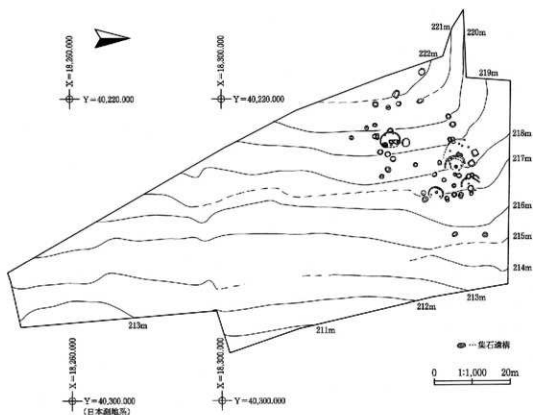 221m
220m
222m
219m
X=18,260.000
X=18,300.000
Y=40,220.000
Y=40,220.000
218m
217m
216m
215m
214m
213m
212m
211m
213m
X=18,260.000
X=18,300.000
Y=40,300.000
(日本測地系)
Y=40,300.000
…集石遺構
0 1:1,000 20m